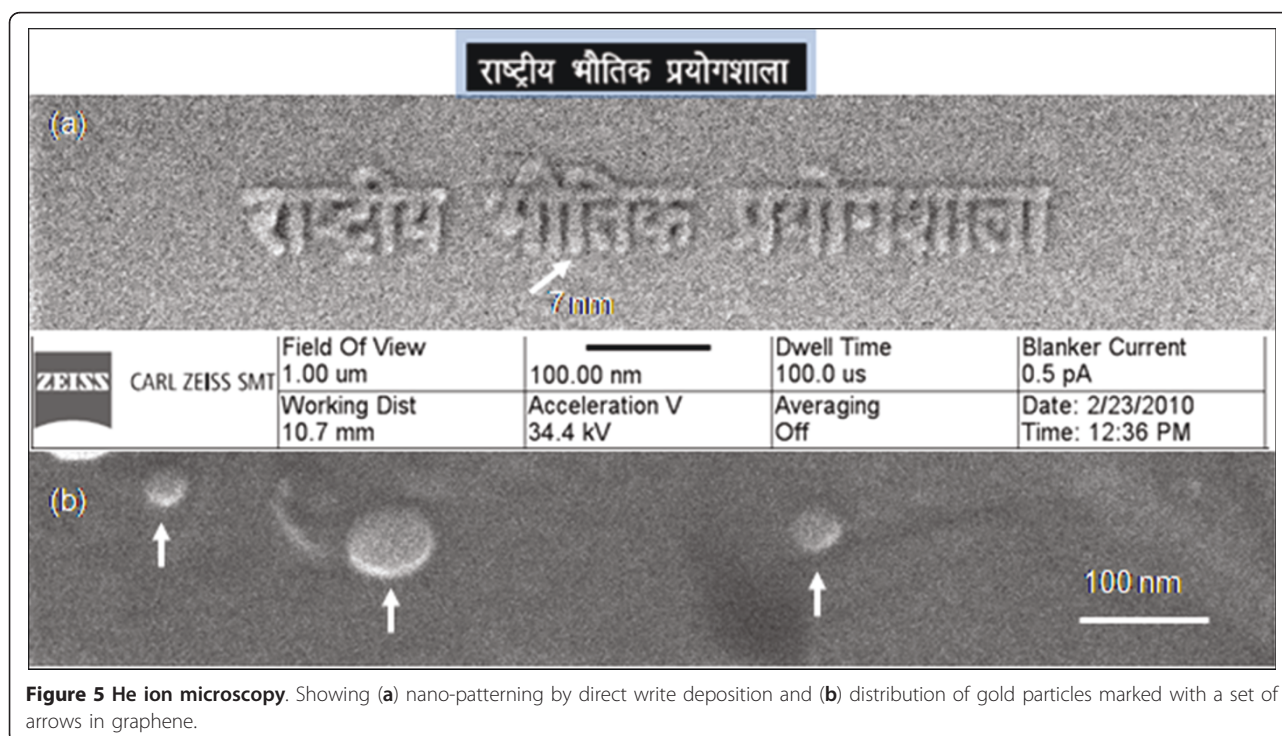 राष्ट्रीय भौतिक प्रयोगशाला
(a)
राष्ट्रीय भौतिक प्रयोगशाला
7 nm
ZEISS CARL ZEISS SMT
Field Of View
1.00 um
100.00 nm
Dwell Time
100.0 us
Blanker Current
0.5 pA
Working Dist
10.7 mm
Acceleration V
34.4 kV
Averaging
Off
Date: 2/23/2010
Time: 12:36 PM
(b)
100 nm
Figure 5 He ion microscopy. Showing (a) nano-patterning by direct write deposition and (b) distribution of gold particles marked with a set of
arrows in graphene.